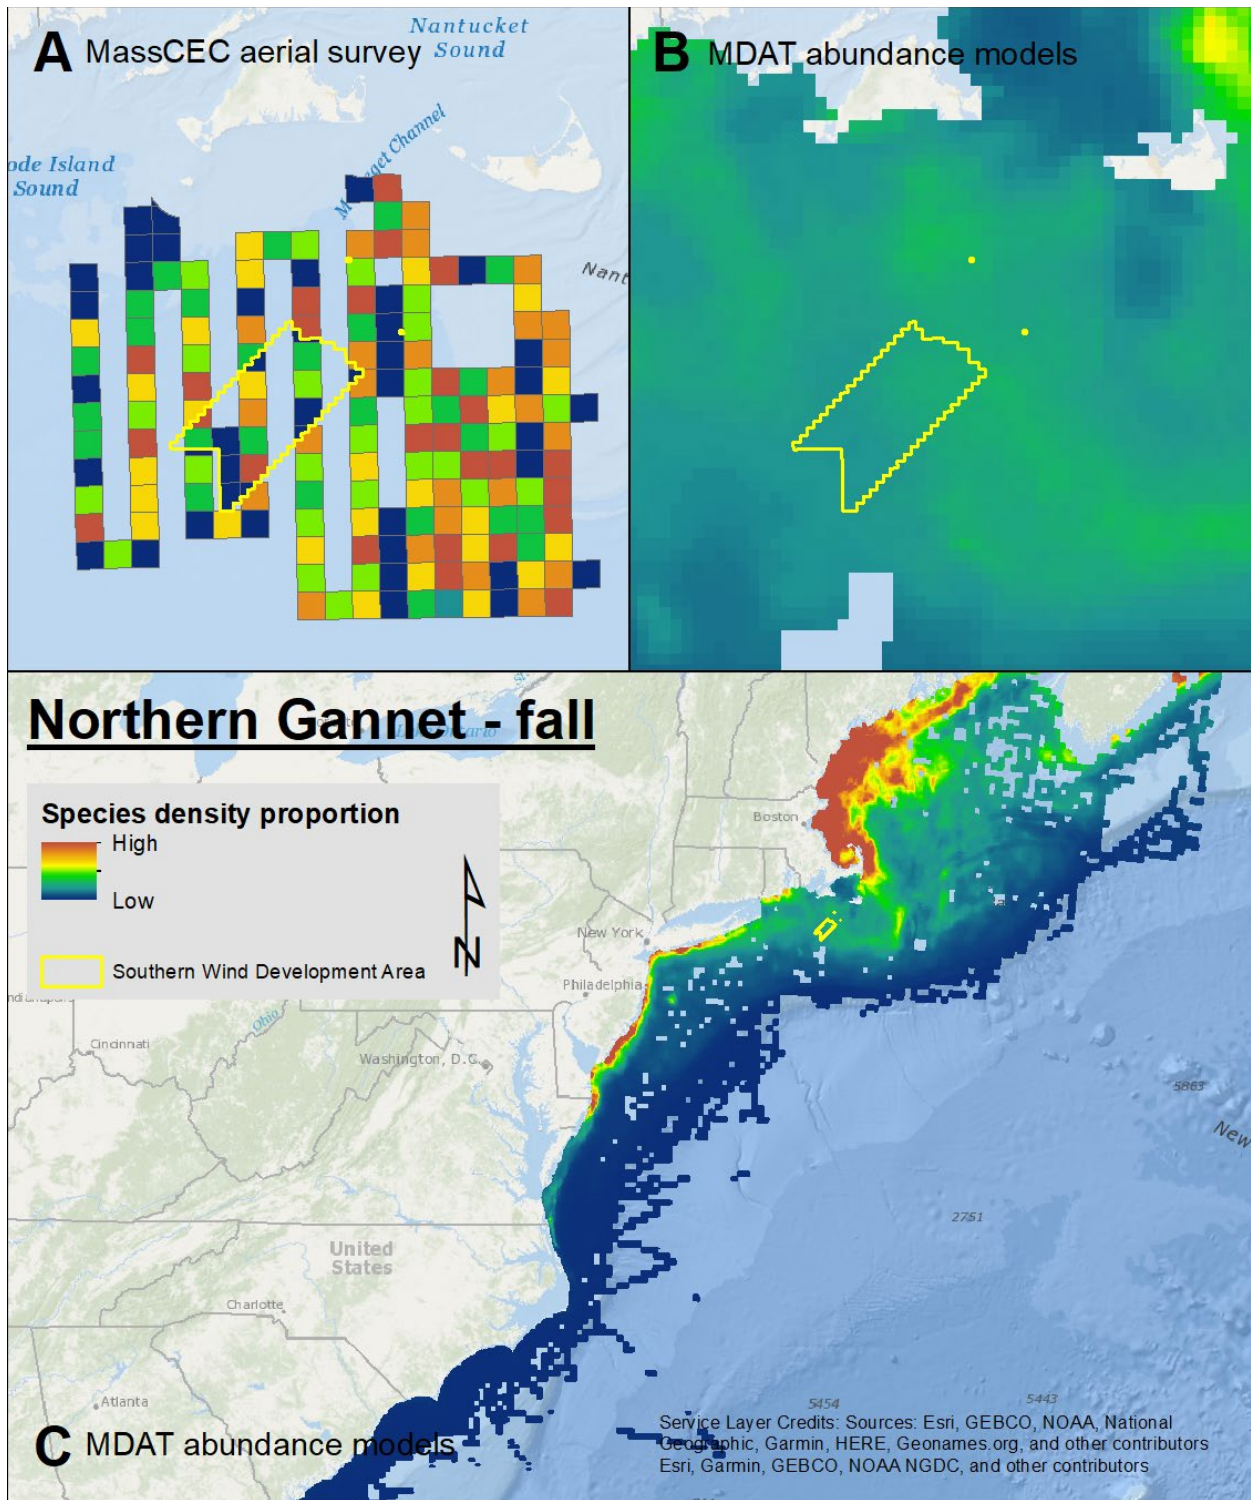 A MassCEC aerial survey
Nantucket
Sound
ode Island
Sound
Channel
Nant
B MDAT abundance models
Northern Gannet - fall
Species density proportion
High
Low
N
Southern Wind Development Area
Boston
New York
Philadelphia
Ohio
Cincinnati
Washington, D.C.
5863
New
2751
United
States
Charlotte
Atlanta
5454
5443
C MDAT abundance models
Service Layer Credits: Sources: Esri, GEBCO, NOAA, National
Geographic, Garmin, HERE, Geonames.org, and other contributors
Esri, Garmin, GEBCO, NOAA NGDC, and other contributors